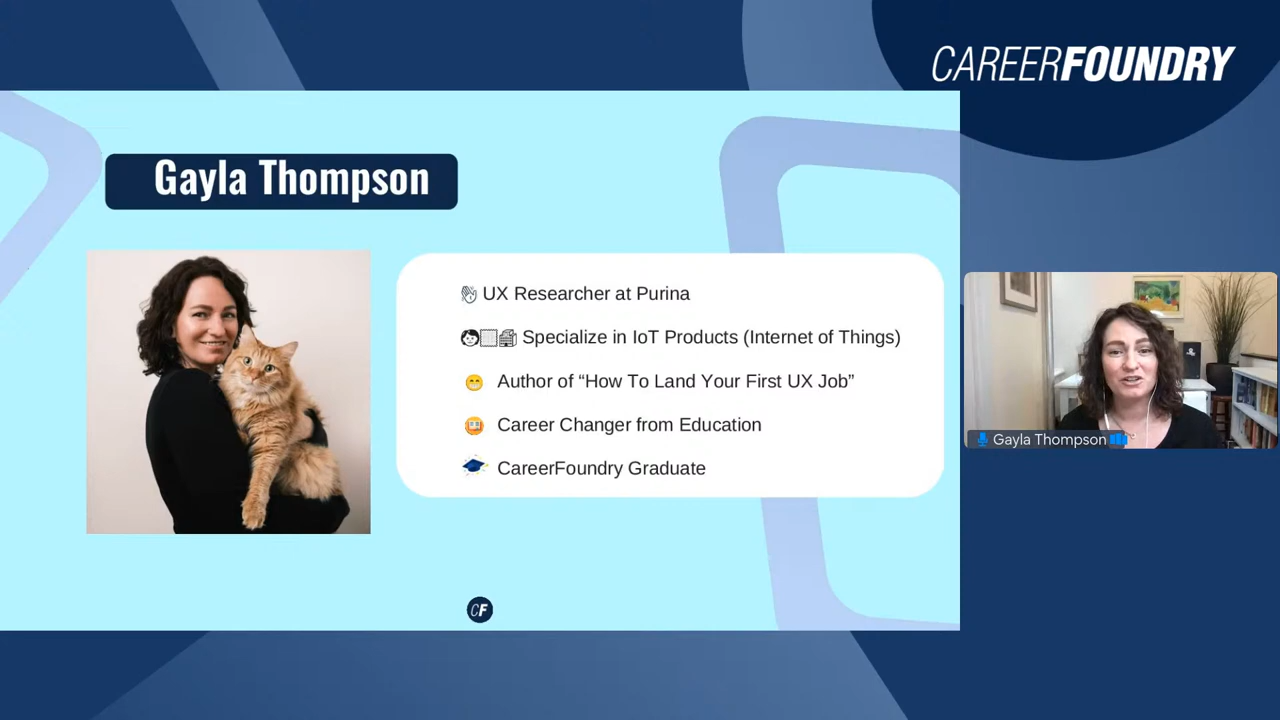 CAREERFOUNDRY
Gayla Thompson
UX Researcher at Purina
Specialize in IoT Products (Internet of Things)
Author of “How To Land Your First UX Job”
Career Changer from Education
CareerFoundry Graduate
Gayla Thompson
CF